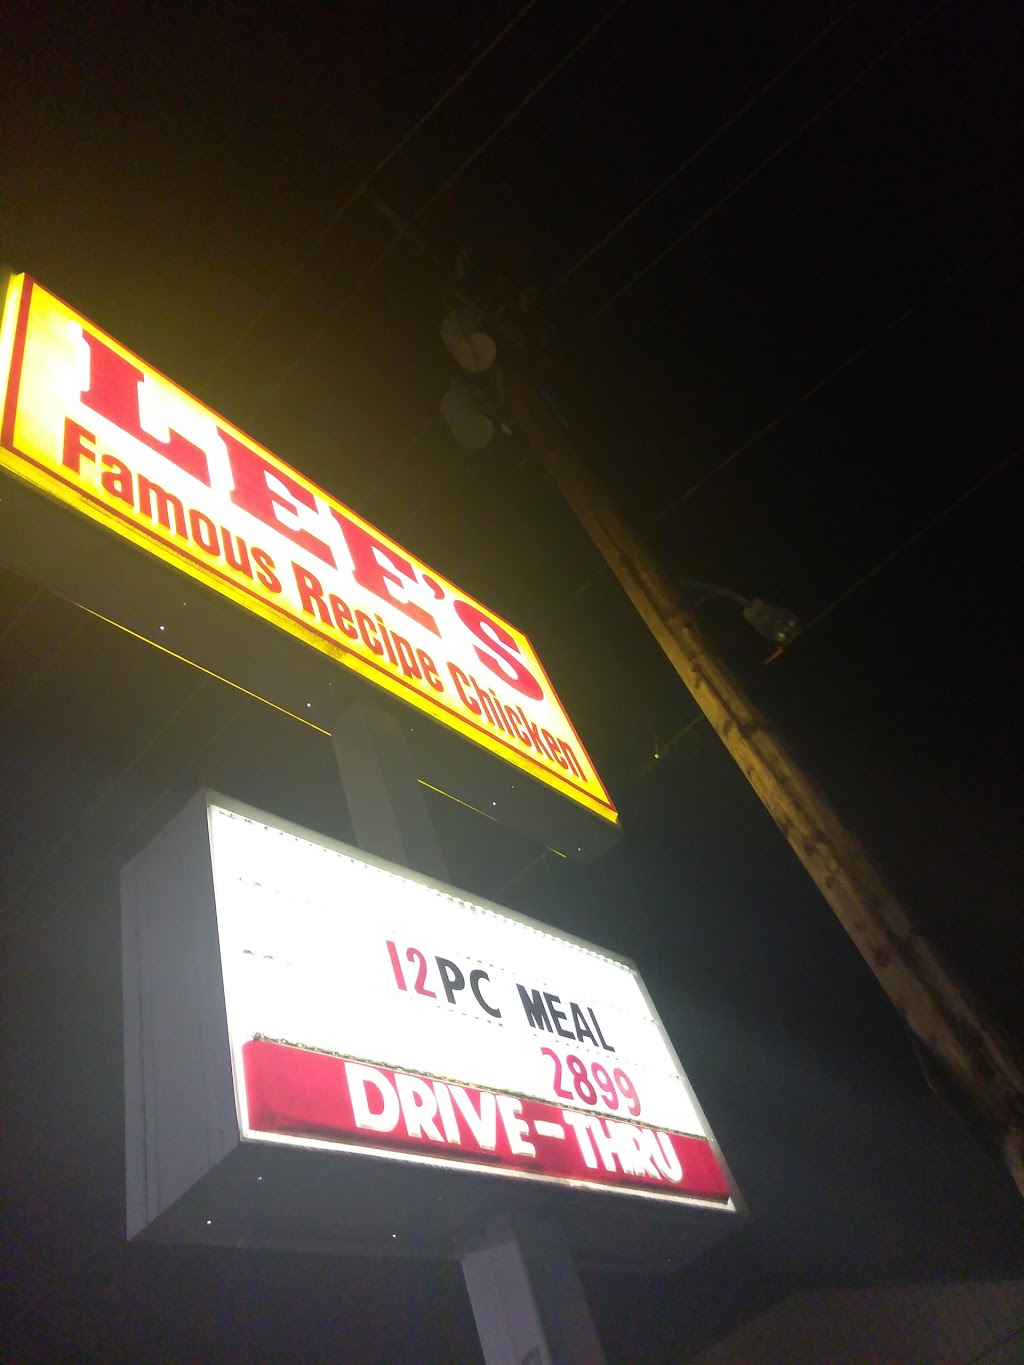 LEE'S
Famous Recipe Chicken
12PC MEAL
2899
DRIVE-THRU